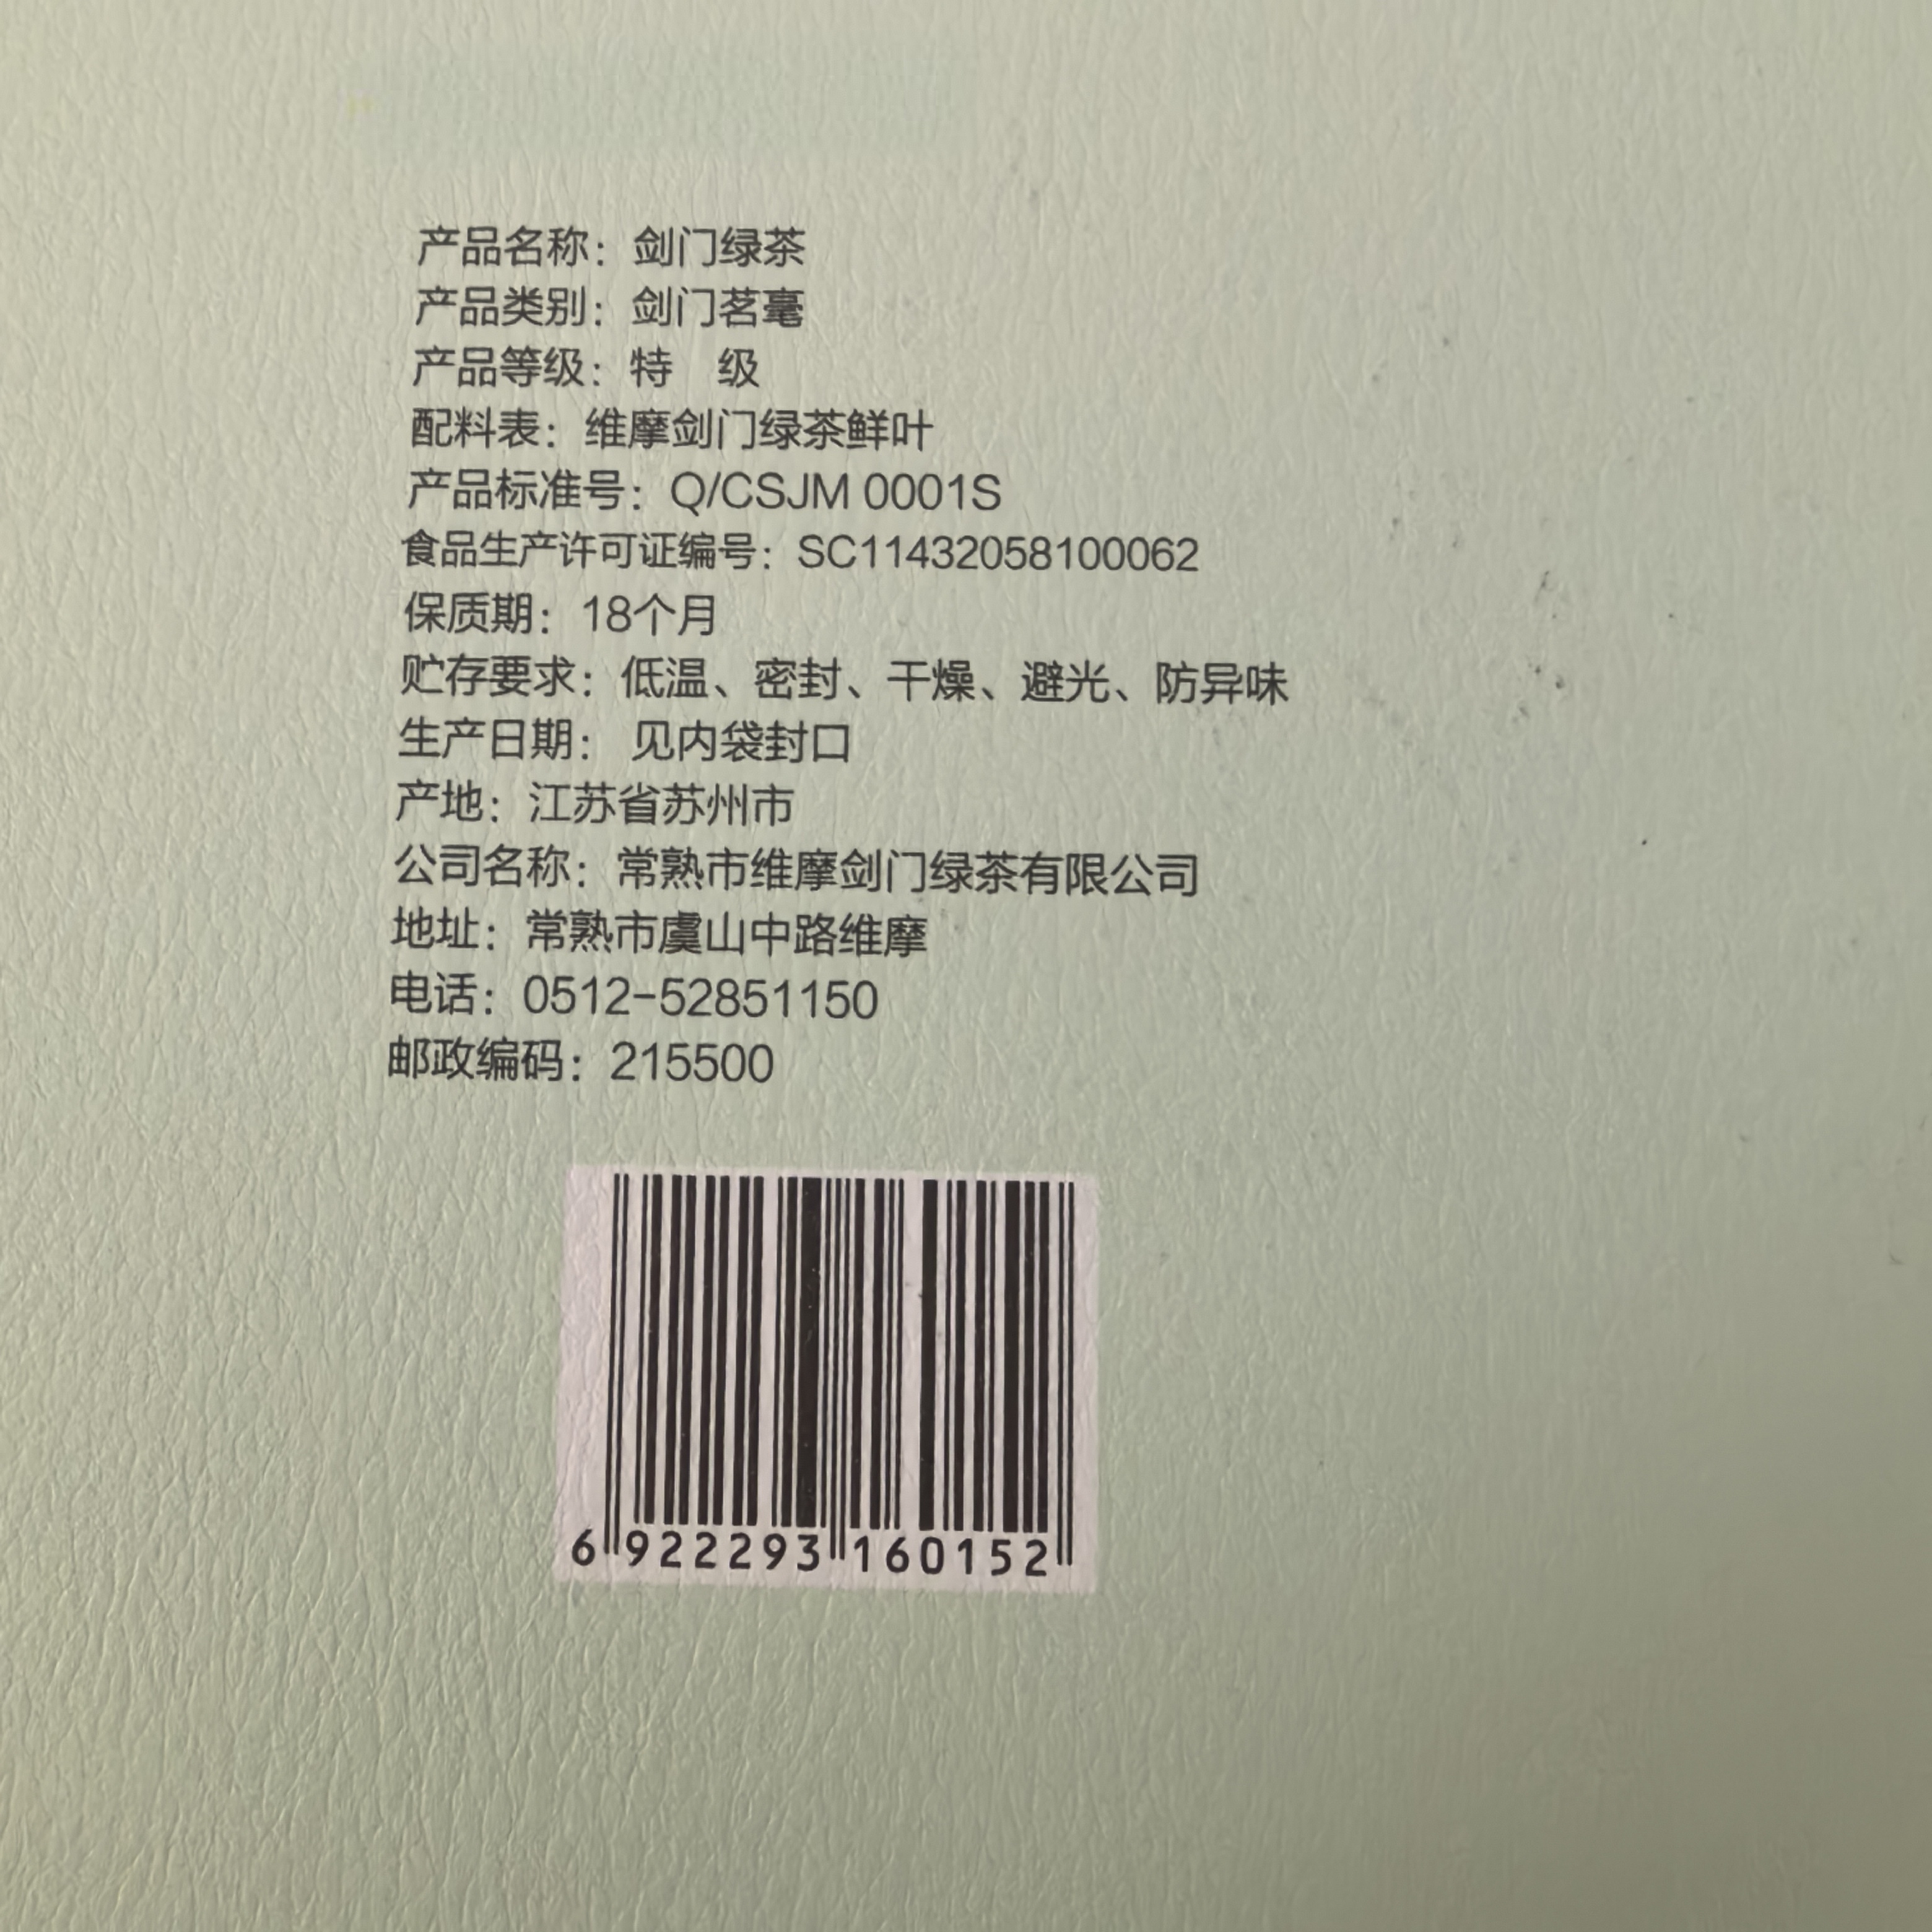 产品名称：剑门绿茶
产品类别：剑门茗毫
产品等级：特　级
配料表：维摩剑门绿茶鲜叶
产品标准号：Q/CSJM 0001S
食品生产许可证编号：SC11432058100062
保质期：18个月
贮存要求：低温、密封、干燥、避光、防异味
生产日期： 见内袋封口
产地：江苏省苏州市
公司名称：常熟市维摩剑门绿茶有限公司
地址：常熟市虞山中路维摩
电话：0512-52851150
邮政编码：215500
6 922293 160152